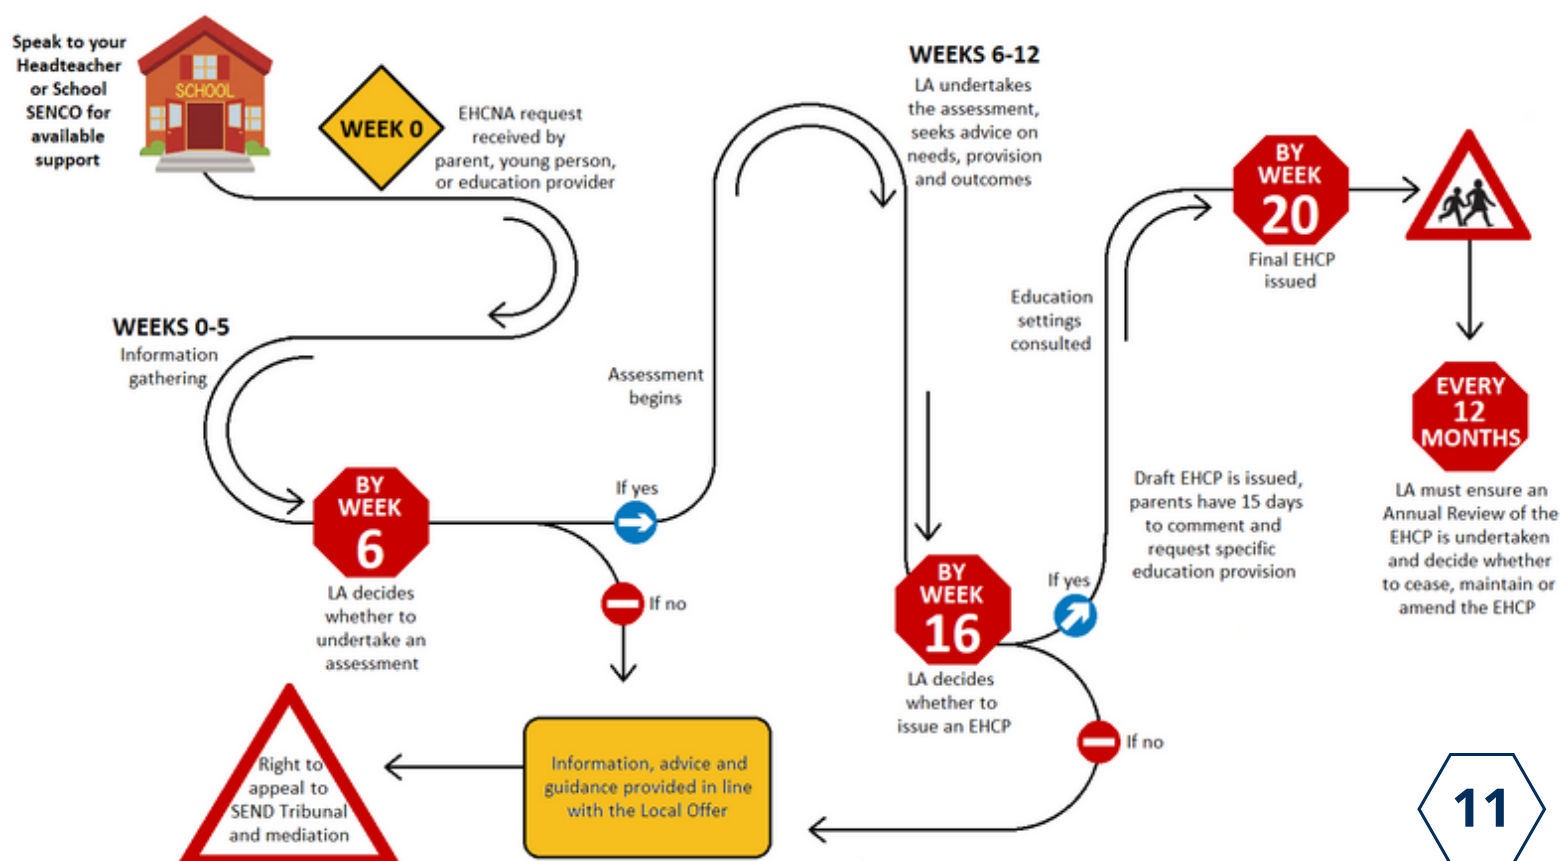 Speak to your
Headteacher
or School
SENCO for
available
support
SCHOOL
WEEK 0
EHCNA request
received by
parent, young person,
or education provider
WEEKS 0-5
Information
gathering
BY
WEEK
6
LA decides
whether to
undertake an
assessment
If yes
If no
Assessment
begins
WEEKS 6-12
LA undertakes
the assessment,
seeks advice on
needs, provision
and outcomes
BY
WEEK
16
LA decides
whether to
issue an EHCP
If yes
If no
Draft EHCP is issued,
parents have 15 days
to comment and
request specific
education provision
Education
settings
consulted
BY
WEEK
20
Final EHCP
issued
EVERY
12
MONTHS
LA must ensure an
Annual Review of the
EHCP is undertaken
and decide whether
to cease, maintain or
amend the EHCP
Information, advice and
guidance provided in line
with the Local Offer
Right to
appeal to
SEND Tribunal
and mediation
11